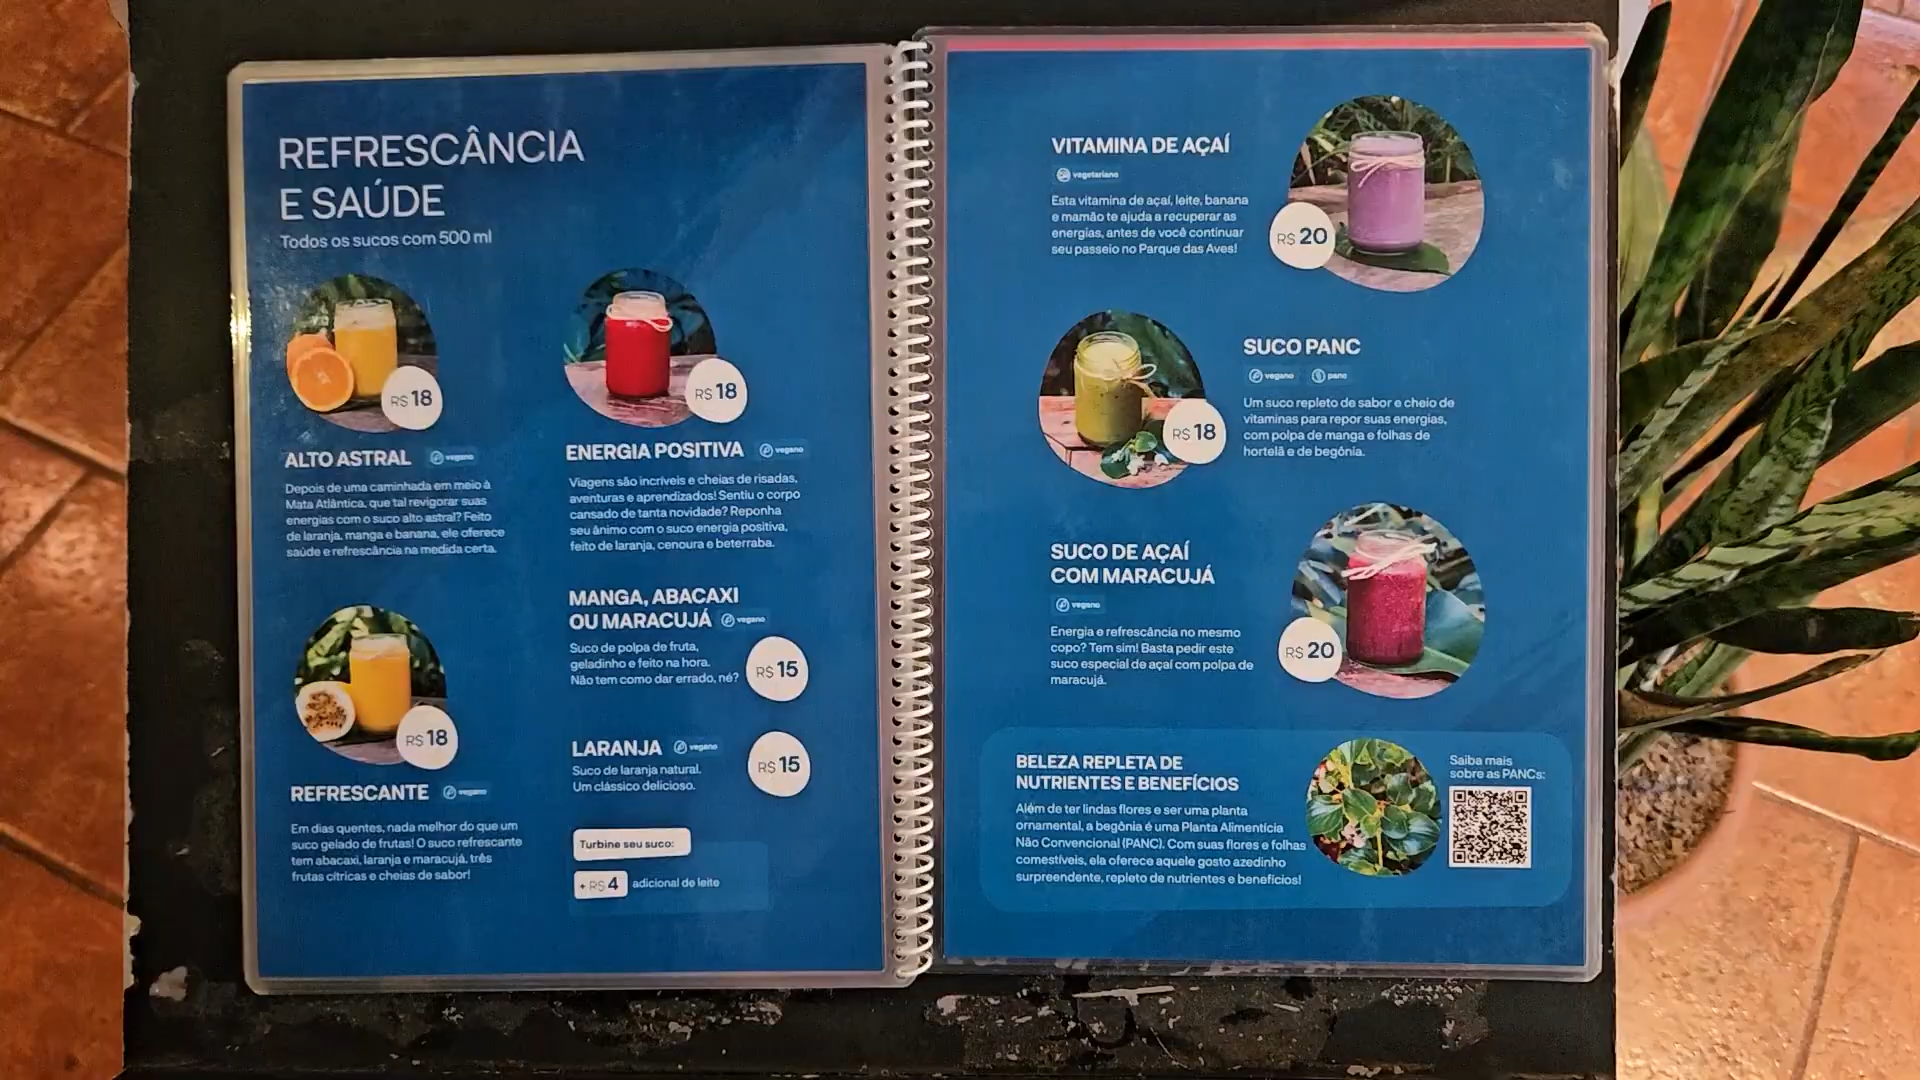 REFRESCÂNCIA
E SAÚDE
Todos os sucos com 500 ml
R$ 18
ALTO ASTRAL vegano
Depois de uma caminhada em meio à
Mata Atlântica, que tal revigorar suas
energias com o suco alto astral? Feito
de laranja, manga e banana, ele oferece
saúde e refrescância na medida certa.
R$ 18
REFRESCANTE vegano
Em dias quentes, nada melhor do que um
suco gelado de frutas! O suco refrescante
tem abacaxi, laranja e maracujá, três
frutas cítricas e cheias de sabor!
R$ 18
ENERGIA POSITIVA vegano
Viagens são incríveis e cheias de risadas,
aventuras e aprendizados! Sentiu o corpo
cansado de tanta novidade? Reponha
seu ânimo com o suco energia positiva,
feito de laranja, cenoura e beterraba.
MANGA, ABACAXI
OU MARACUJÁ vegano
Suco de polpa de fruta,
geladinho e feito na hora.
Não tem como dar errado, né?
R$ 15
LARANJA vegano
Suco de laranja natural.
Um clássico delicioso.
R$ 15
Turbine seu suco:
+ R$ 4 adicional de leite
VITAMINA DE AÇAÍ
vegetariano
Esta vitamina de açaí, leite, banana
e mamão te ajuda a recuperar as
energias, antes de você continuar
seu passeio no Parque das Aves!
R$ 20
SUCO PANC
vegano panc
Um suco repleto de sabor e cheio de
vitaminas para repor suas energias,
com polpa de manga e folhas de
hortelã e de begônia.
R$ 18
SUCO DE AÇAÍ
COM MARACUJÁ
vegano
Energia e refrescância no mesmo
copo? Tem sim! Basta pedir este
suco especial de açaí com polpa de
maracujá.
R$ 20
BELEZA REPLETA DE
NUTRIENTES E BENEFÍCIOS
Além de ter lindas flores e ser uma planta
ornamental, a begônia é uma Planta Alimentícia
Não Convencional (PANC). Com suas flores e folhas
comestíveis, ela oferece aquele gosto azedinho
surpreendente, repleto de nutrientes e benefícios!
Saiba mais
sobre as PANCs: